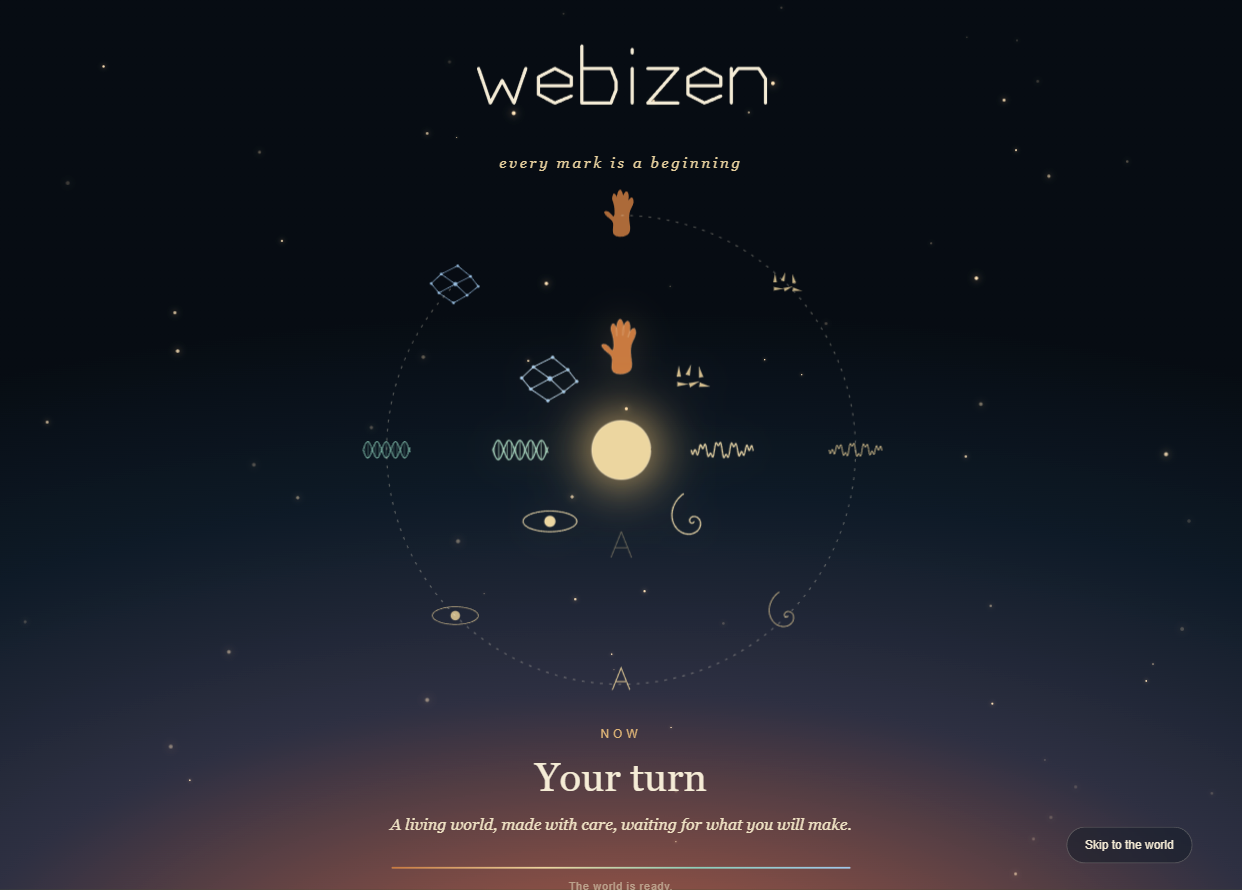 webizen
every mark is a beginning
A
A
NOW
Your turn
A living world, made with care, waiting for what you will make.
Skip to the world
The world is ready.